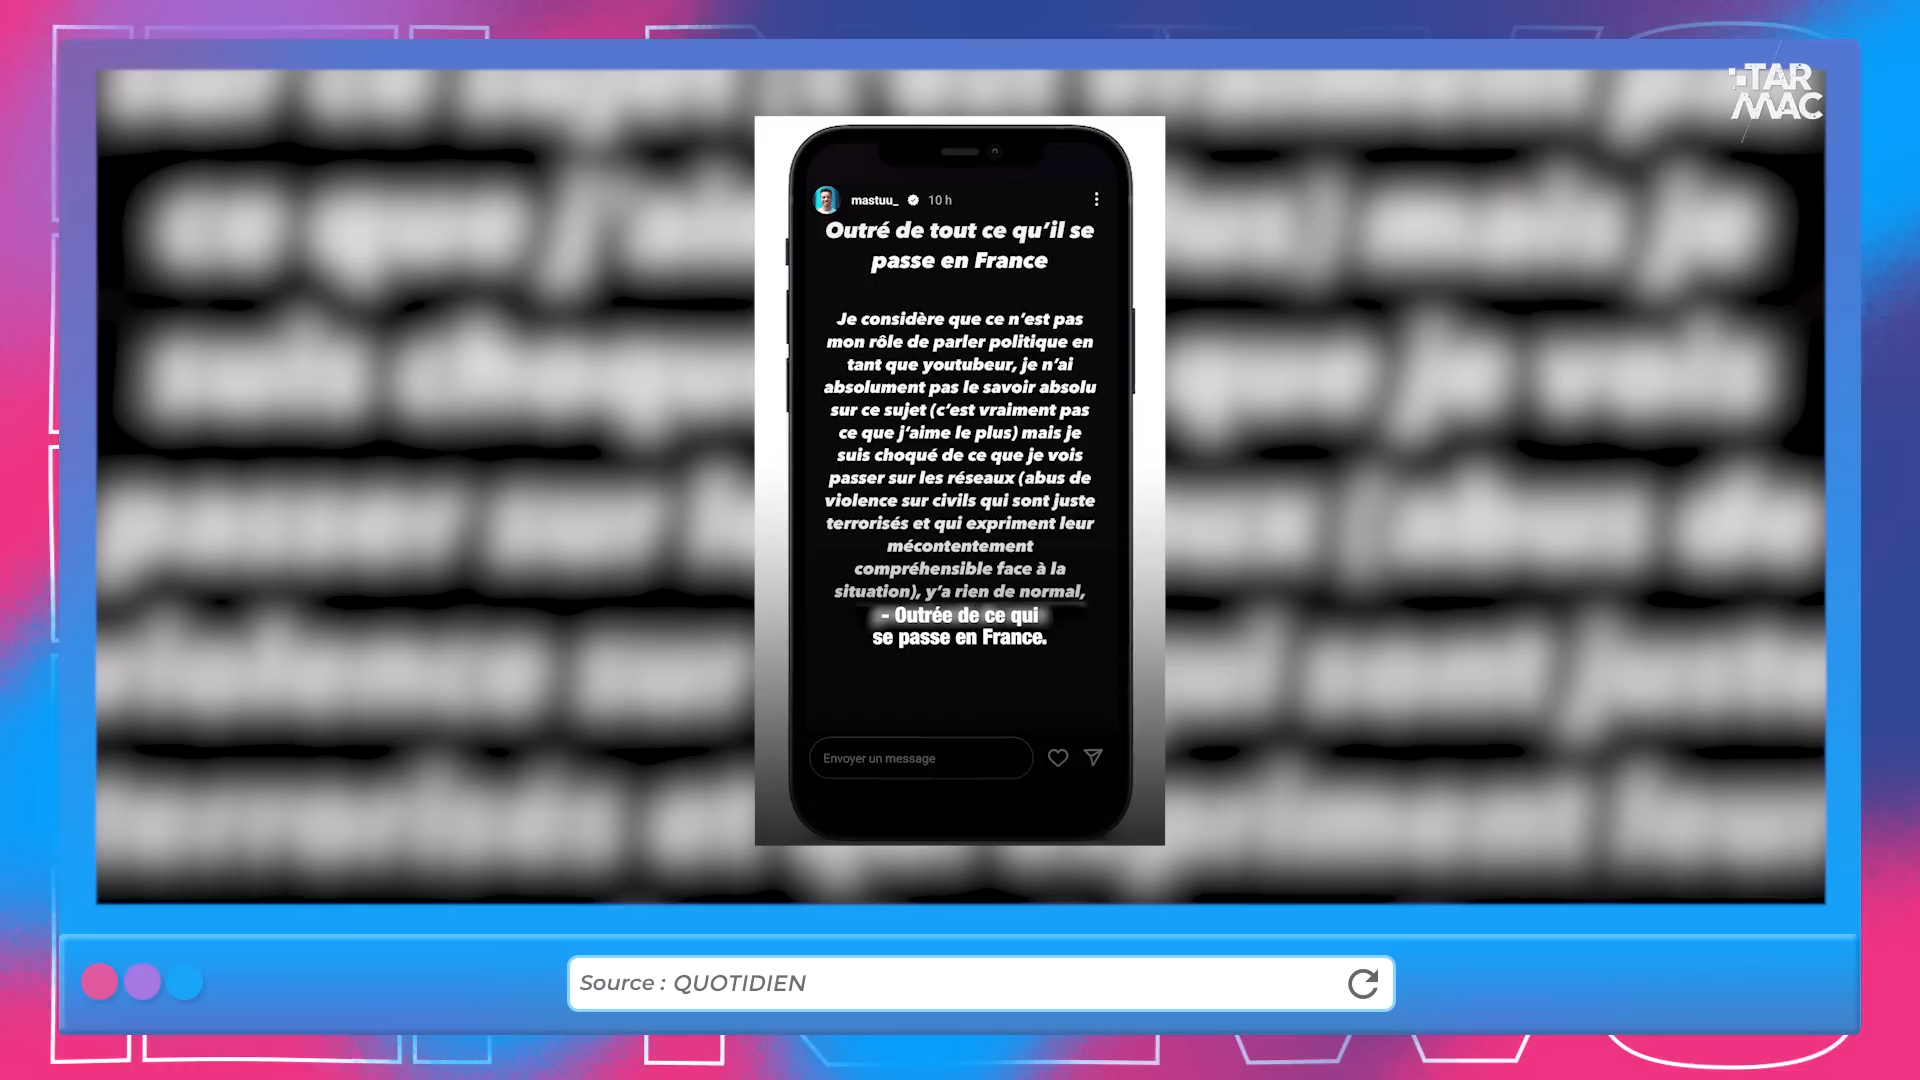 TAR
MAC
mastuu_ 10 h
Outré de tout ce qu'il se
passe en France
Je considère que ce n'est pas
mon rôle de parler politique en
tant que youtubeur, je n'ai
absolument pas le savoir absolu
sur ce sujet (c'est vraiment pas
ce que j'aime le plus) mais je
suis choqué de ce que je vois
passer sur les réseaux (abus de
violence sur civils qui sont juste
terrorisés et qui expriment leur
mécontentement
compréhensible face à la
situation), y'a rien de normal,
- Outrée de ce qui
se passe en France.
Envoyer un message
Source : QUOTIDIEN